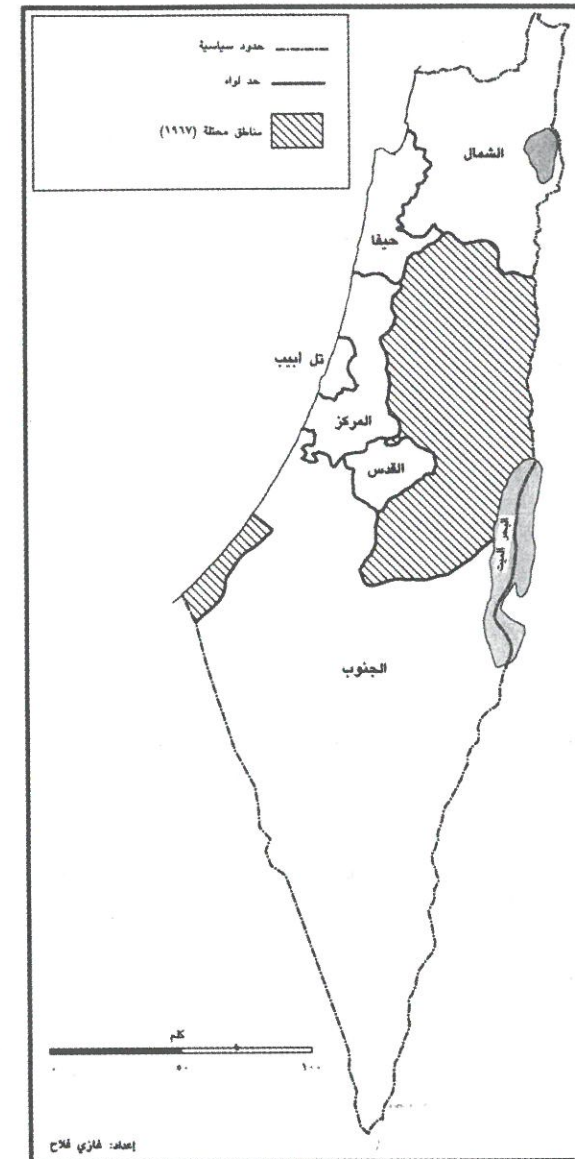 حدود سياسية
حد لواء
مناطق محتلة (١٩٦٧)
الشمال
حيفا
تل أبيب
المركز
القدس
البحر الميت
الجنوب
كلم
٠ ٥٠ ١٠٠
إعداد: غازي فلاح